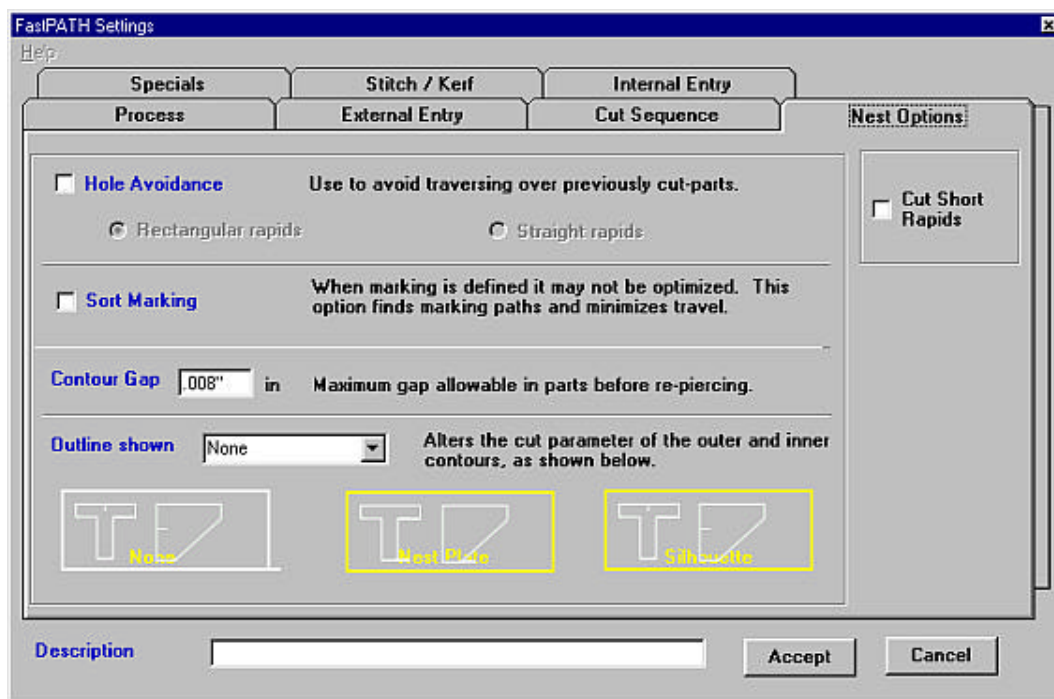 FastPATH Settings
Help
Specials
Stitch / Kerf
Internal Entry
Process
External Entry
Cut Sequence
Nest Options
Hole Avoidance
Use to avoid traversing over previously cut-parts.
Rectangular rapids
Straight rapids
Cut Short
Rapids
Sort Marking
When marking is defined it may not be optimized. This
option finds marking paths and minimizes travel.
Contour Gap
.008"
in
Maximum gap allowable in parts before re-piercing.
Outline shown
None
Alters the cut parameter of the outer and inner
contours, as shown below.
None
Nest Plate
Silhouette
Description
Accept
Cancel